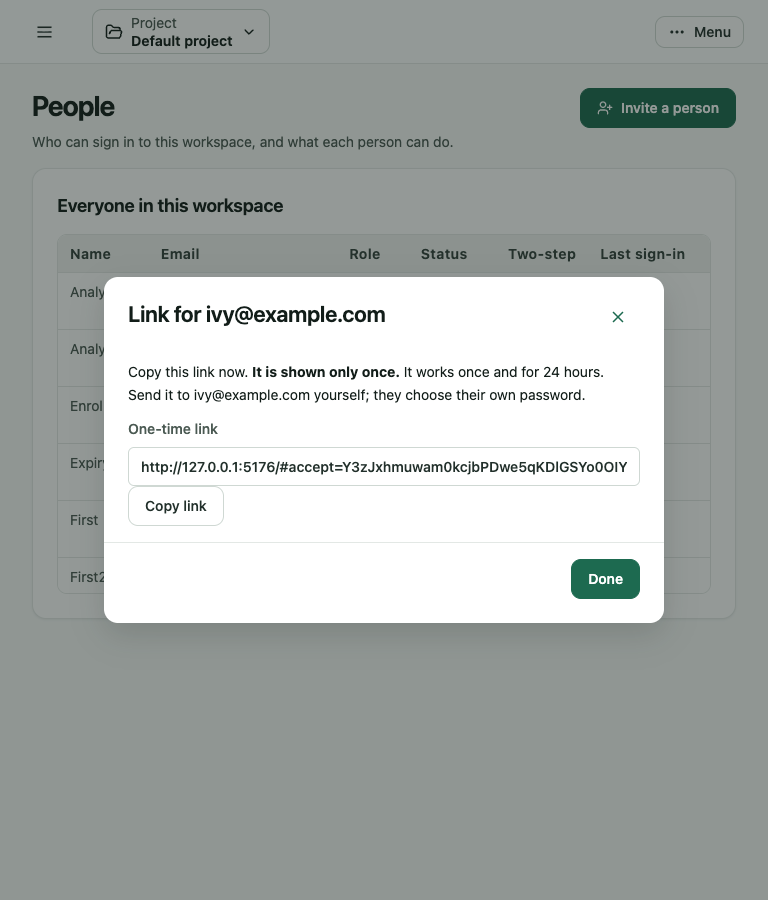 Project
Default project
Menu
People
Invite a person
Who can sign in to this workspace, and what each person can do.
Everyone in this workspace
Name Email Role Status Two-step Last sign-in
Analy
Analy
Enrol
Expiry
First
First2
Link for ivy@example.com
Copy this link now. It is shown only once. It works once and for 24 hours.
Send it to ivy@example.com yourself; they choose their own password.
One-time link
http://127.0.0.1:5176/#accept=Y3zJxhmuwam0kcjbPDwe5qKDIGSYo0OIY
Copy link
Done